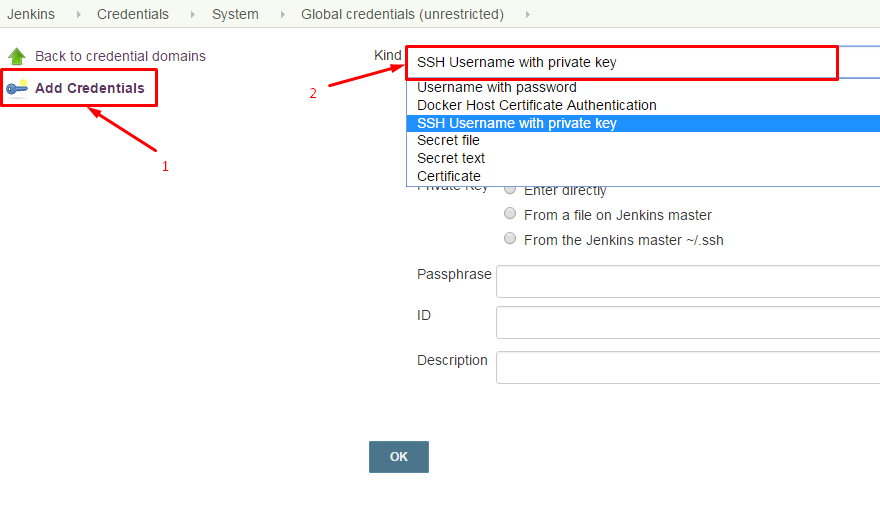 Jenkins Credentials System Global credentials (unrestricted)
Back to credential domains
Add Credentials
1
Kind
2
SSH Username with private key
Username with password
Docker Host Certificate Authentication
SSH Username with private key
Secret file
Secret text
Certificate
Private Key
Enter directly
From a file on Jenkins master
From the Jenkins master ~/.ssh
Passphrase
ID
Description
OK